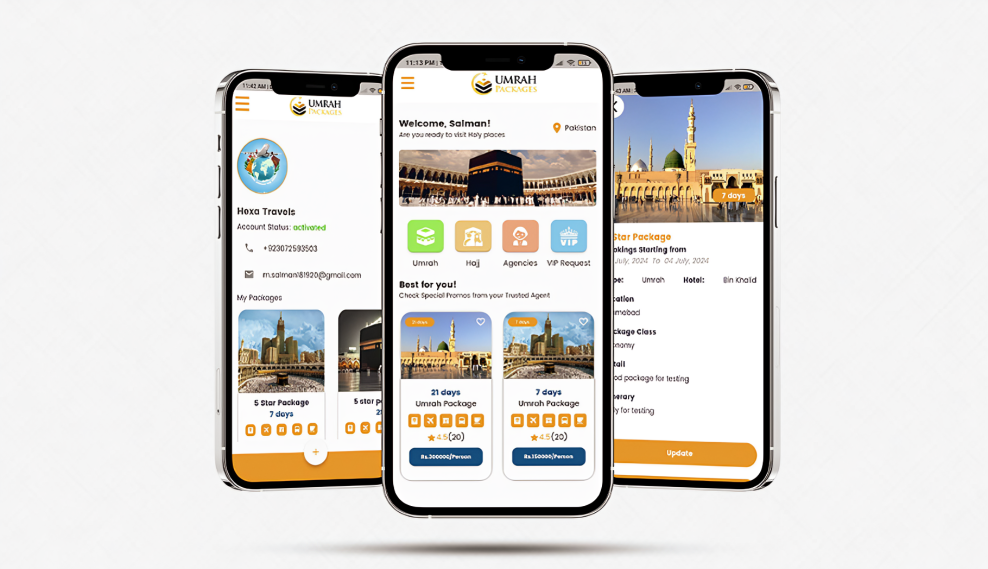 11:42 AM
UMRAH
PACKAGES
Hexa Travels
Account Status: activated
+923072593503
m.salman181920@gmail.com
My Packages
5 Star Package
7 days
5 star
+
11:13 PM
UMRAH
PACKAGES
Welcome, Salman!
Are you ready to visit Holy places
Pakistan
Umrah
Hajj
Agencies
VIP
VIP Request
Best for you!
Check Special Promos from your Trusted Agent
21 days
7 days
21 days
Umrah Package
4.5(20)
Rs.300000/Person
7 days
Umrah Package
4.5(20)
Rs.150000/Person
43 AM
7 days
Star Package
okings Starting from
July, 2024 To 04 July, 2024
pe: Umrah Hotel: Bin Khalid
cation
mabad
ckage Class
nomy
tail
od package for testing
nerary
ly for testing
Update